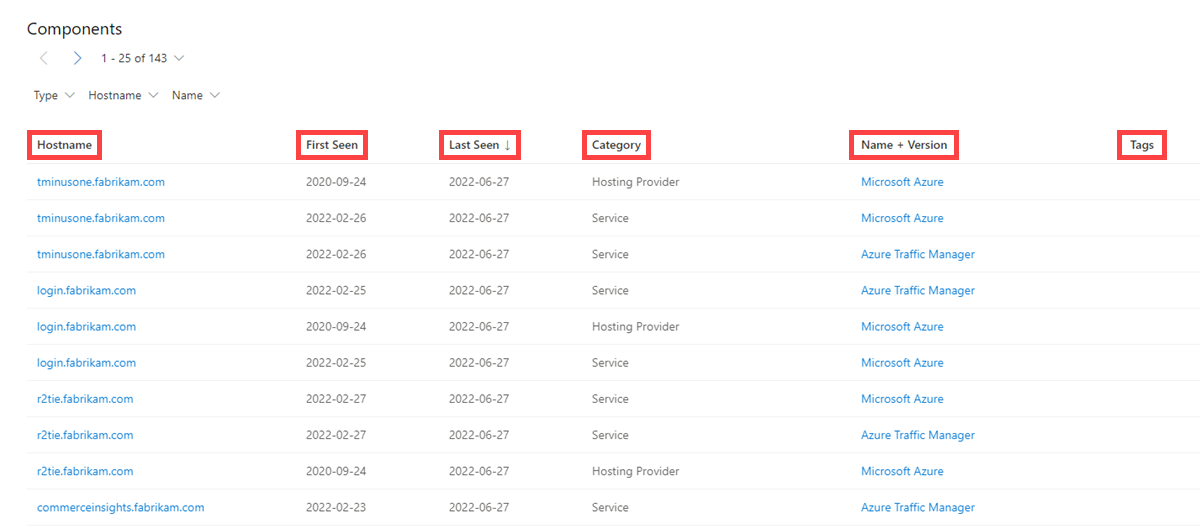 Components
1 - 25 of 143
Type Hostname Name
Hostname First Seen Last Seen ↓ Category Name + Version Tags
tminusone.fabrikam.com 2020-09-24 2022-06-27 Hosting Provider Microsoft Azure
tminusone.fabrikam.com 2022-02-26 2022-06-27 Service Microsoft Azure
tminusone.fabrikam.com 2022-02-26 2022-06-27 Service Azure Traffic Manager
login.fabrikam.com 2022-02-25 2022-06-27 Service Azure Traffic Manager
login.fabrikam.com 2020-09-24 2022-06-27 Hosting Provider Microsoft Azure
login.fabrikam.com 2022-02-25 2022-06-27 Service Microsoft Azure
r2tie.fabrikam.com 2022-02-27 2022-06-27 Service Microsoft Azure
r2tie.fabrikam.com 2022-02-27 2022-06-27 Service Azure Traffic Manager
r2tie.fabrikam.com 2020-09-24 2022-06-27 Hosting Provider Microsoft Azure
commerceinsights.fabrikam.com 2022-02-23 2022-06-27 Service Azure Traffic Manager